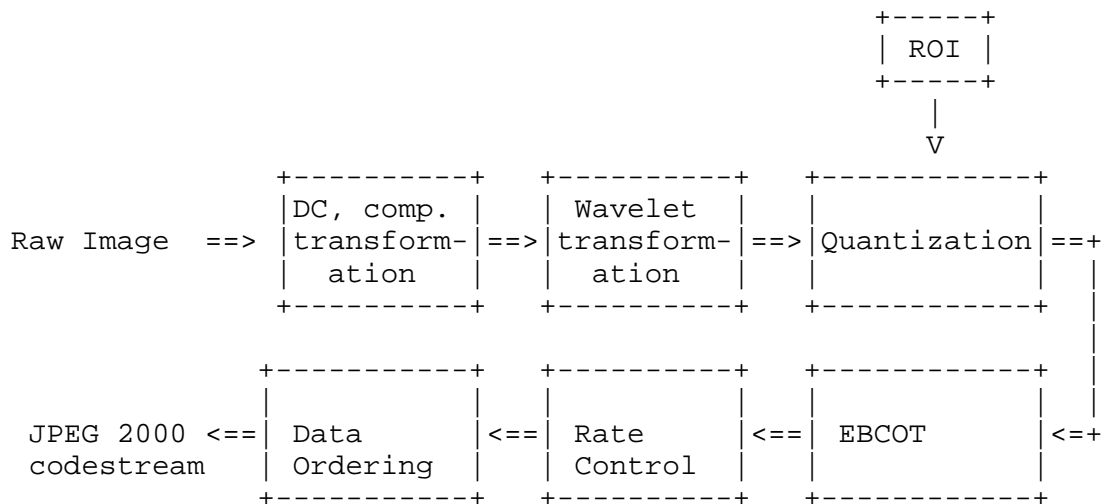 ROI
DC, comp. Wavelet
Raw Image ==> transform- ==> transform- ==> Quantization ==+
ation ation
JPEG 2000 <== Data <== Rate <== EBCOT <=+
codestream Ordering Control